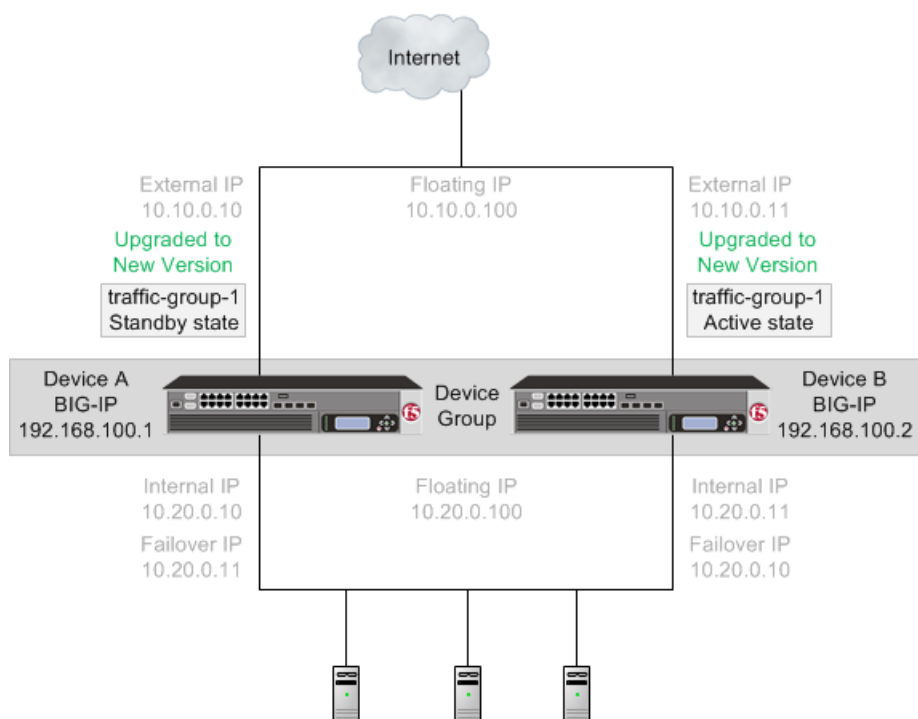 Internet
External IP
10.10.0.10
Floating IP
10.10.0.100
External IP
10.10.0.11
Upgraded to
New Version
Upgraded to
New Version
traffic-group-1
Standby state
traffic-group-1
Active state
Device A
BIG-IP
192.168.100.1
f5
Device
Group
f5
Device B
BIG-IP
192.168.100.2
Internal IP
10.20.0.10
Floating IP
10.20.0.100
Internal IP
10.20.0.11
Failover IP
10.20.0.11
Failover IP
10.20.0.10